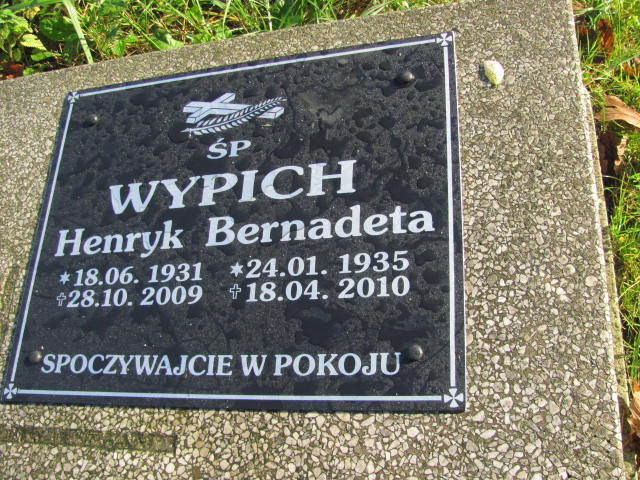 ŚP
WYPICH
Henryk Bernadeta
*18.06. 1931 *24.01. 1935
✝28.10. 2009 ✝18.04. 2010
SPOCZYWAJCIE W POKOJU